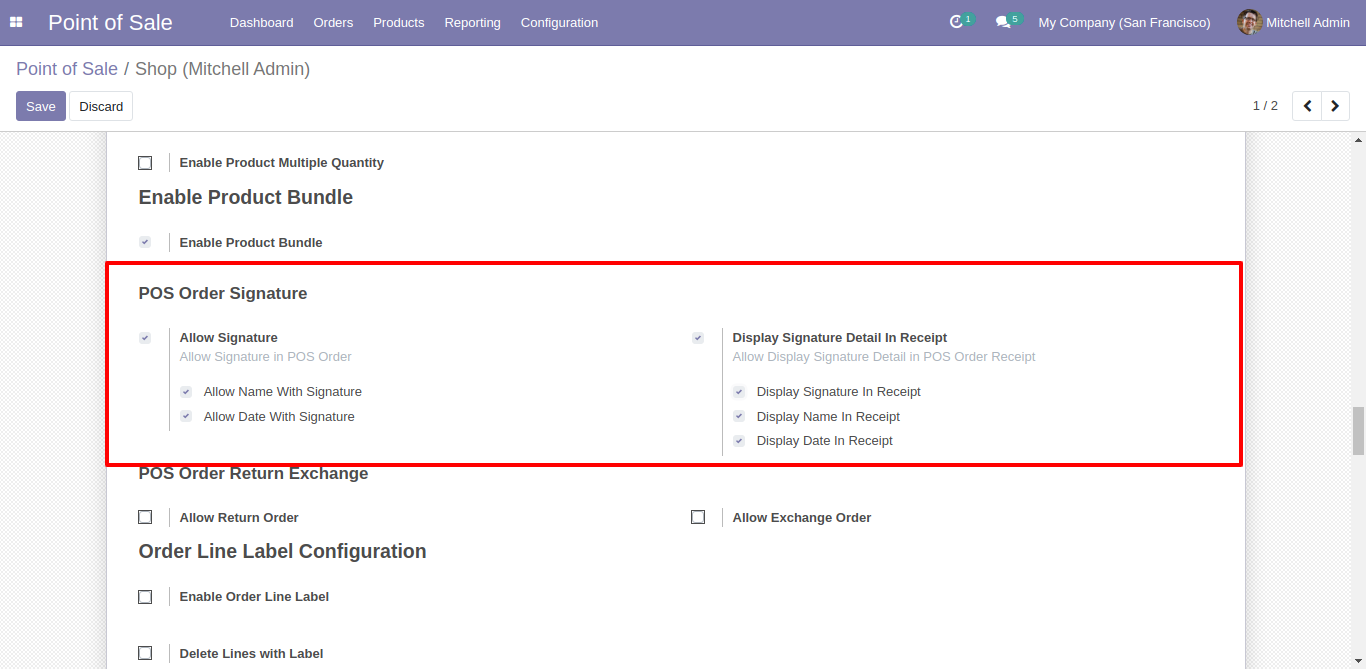 Point of Sale Dashboard Orders Products Reporting Configuration 1 5 My Company (San Francisco) Mitchell Admin
Point of Sale / Shop (Mitchell Admin)
Save Discard 1 / 2
Enable Product Multiple Quantity
Enable Product Bundle
Enable Product Bundle
POS Order Signature
Allow Signature Display Signature Detail In Receipt
Allow Signature in POS Order Allow Display Signature Detail in POS Order Receipt
Allow Name With Signature Display Signature In Receipt
Allow Date With Signature Display Name In Receipt
Display Date In Receipt
POS Order Return Exchange
Allow Return Order Allow Exchange Order
Order Line Label Configuration
Enable Order Line Label
Delete Lines with Label